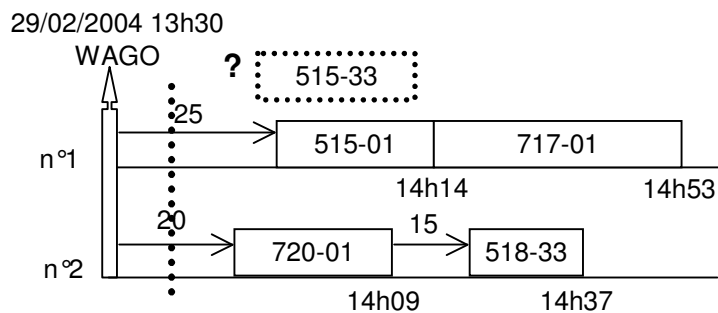 29/02/2004 13h30
WAGO
? 515-33
25
515-01 717-01
n°1
14h14 14h53
20 15
720-01 518-33
n°2
14h09 14h37